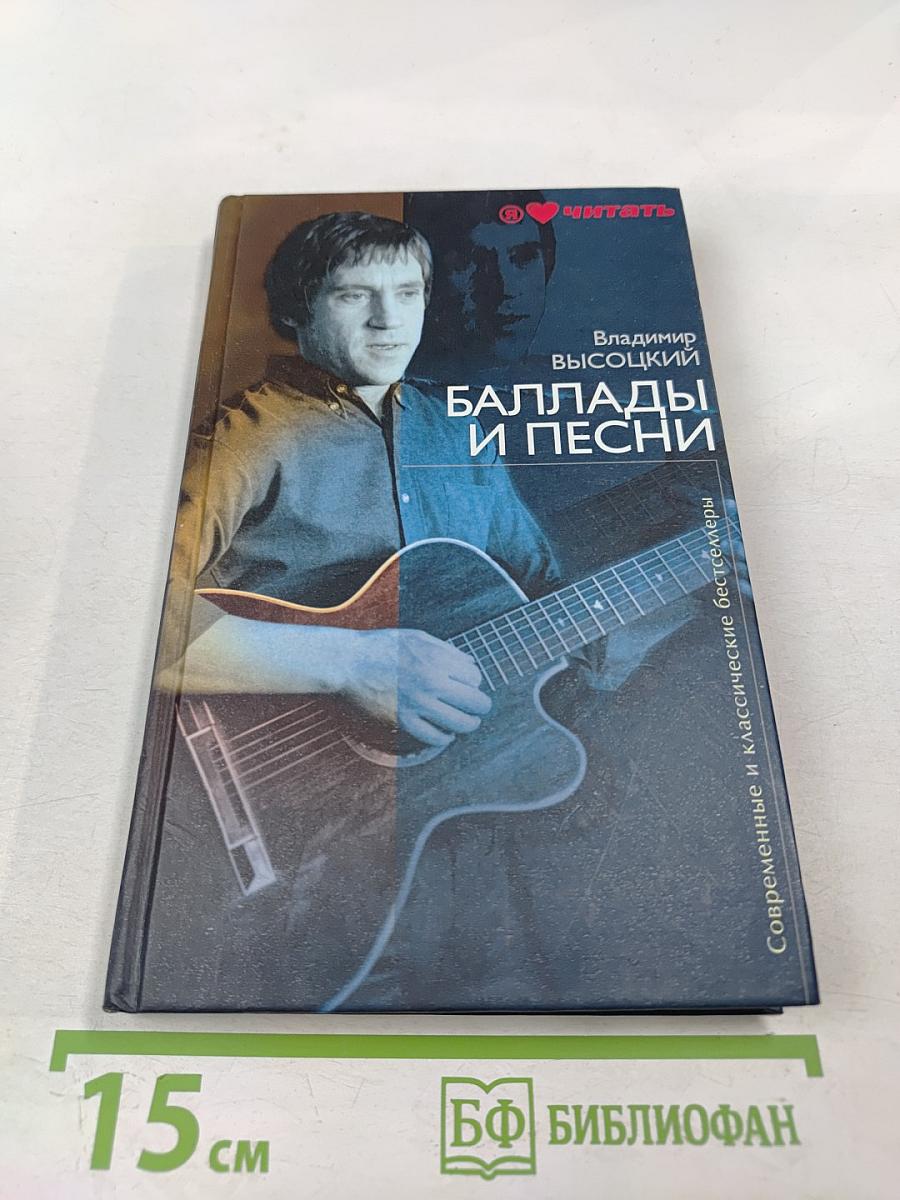 я читать
Владимир
ВЫСОЦКИЙ
БАЛЛАДЫ
И ПЕСНИ
Современные и классические бестселлеры
15 см
БФ БИБЛИОФАН